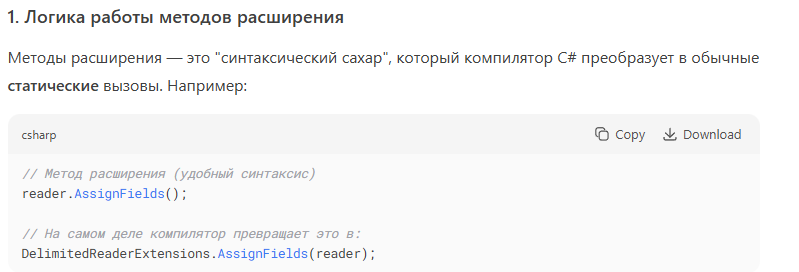 1. Логика работы методов расширения
Методы расширения — это "синтаксический сахар", который компилятор C# преобразует в обычные
статические вызовы. Например:
csharp
Copy
Download
// Метод расширения (удобный синтаксис)
reader.AssignFields();
// На самом деле компилятор превращает это в:
DelimitedReaderExtensions.AssignFields(reader);